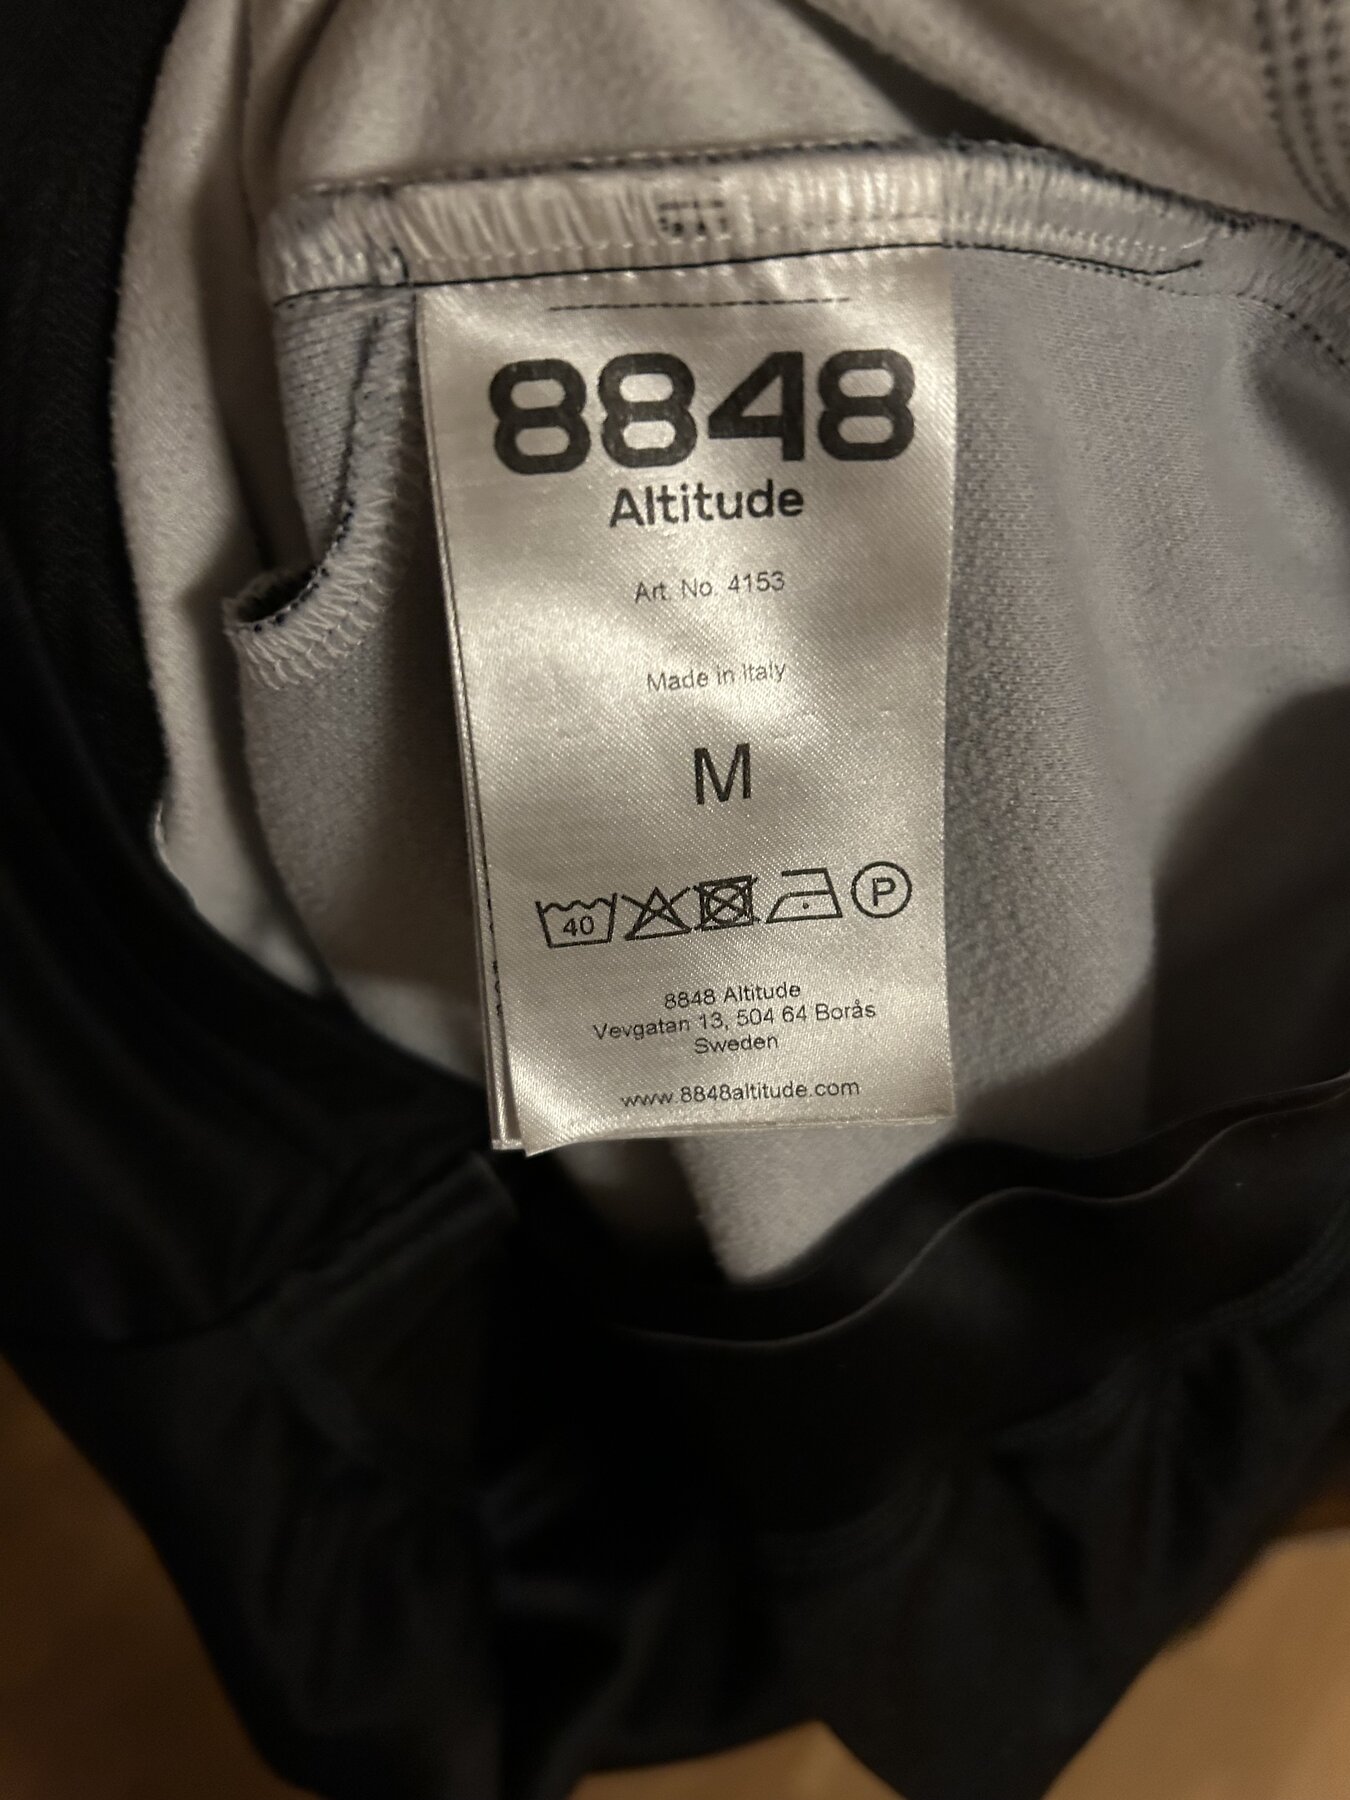 8848
Altitude
Art. No. 4153
Made in Italy
M
40 P
8848 Altitude
Vevgatan 13, 504 64 Borås
Sweden
www.8848altitude.com